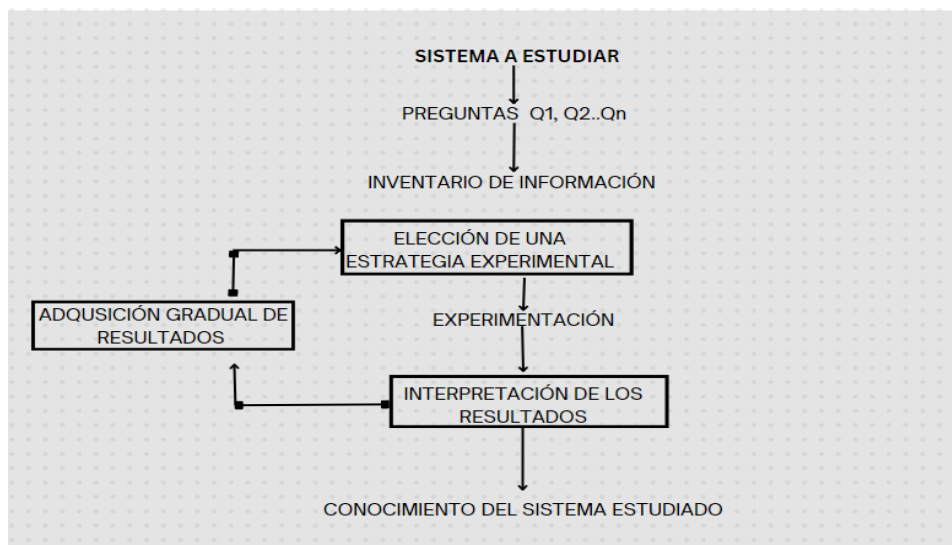 SISTEMA A ESTUDIAR
PREGUNTAS Q1, Q2..Qn
INVENTARIO DE INFORMACIÓN
ELECCIÓN DE UNA
ESTRATEGIA EXPERIMENTAL
ADQUSICIÓN GRADUAL DE
RESULTADOS
EXPERIMENTACIÓN
INTERPRETACIÓN DE LOS
RESULTADOS
CONOCIMIENTO DEL SISTEMA ESTUDIADO